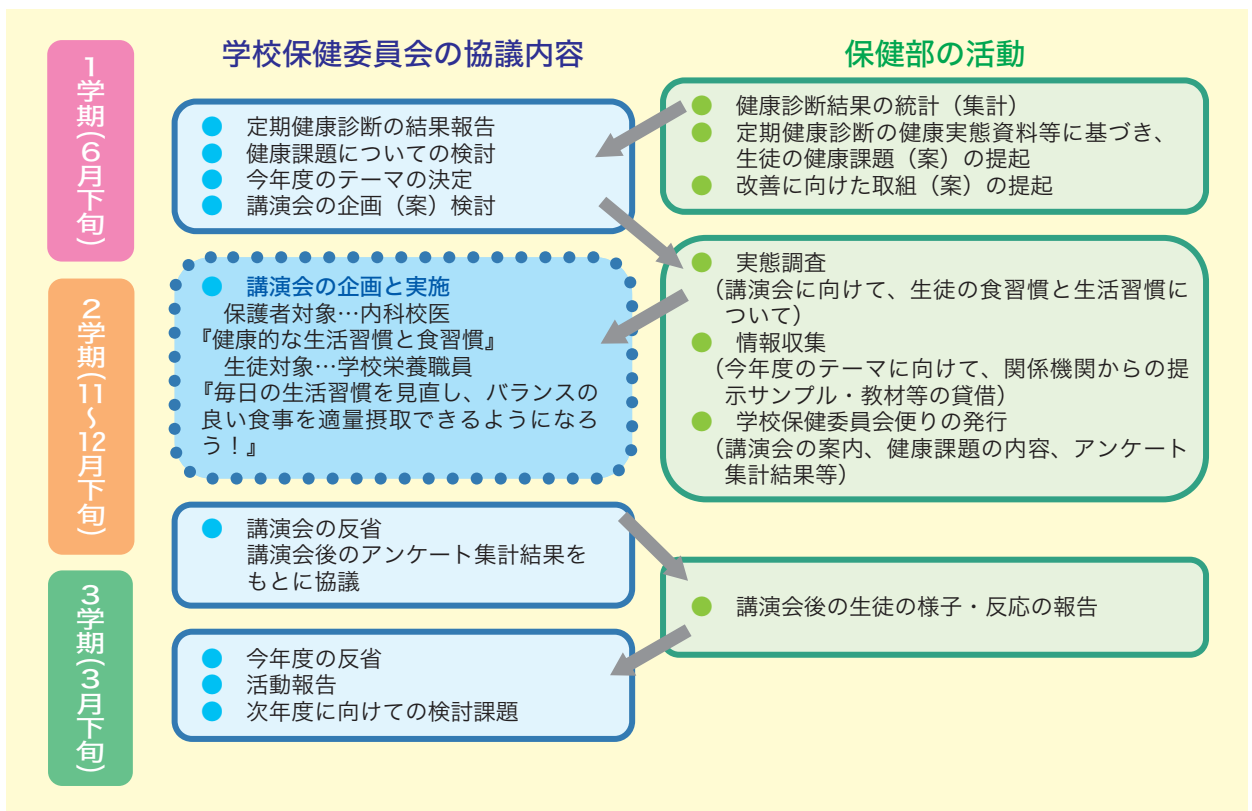 学校保健委員会の協議内容
保健部の活動
1学期(6月下旬)
● 定期健康診断の結果報告
● 健康課題についての検討
● 今年度のテーマの決定
● 講演会の企画（案）検討
● 健康診断結果の統計（集計）
● 定期健康診断の健康実態資料等に基づき、
生徒の健康課題（案）の提起
● 改善に向けた取組（案）の提起
2学期(11～12月下旬)
● 講演会の企画と実施
保護者対象…内科校医
『健康的な生活習慣と食習慣』
生徒対象…学校栄養職員
『毎日の生活習慣を見直し、バランスの
良い食事を適量摂取できるようになろ
う！』
● 実態調査
（講演会に向けて、生徒の食習慣と生活習慣に
ついて）
● 情報収集
（今年度のテーマに向けて、関係機関からの提
示サンプル・教材等の貸借）
● 学校保健委員会便りの発行
（講演会の案内、健康課題の内容、アンケート
集計結果等）
● 講演会の反省
講演会後のアンケート集計結果を
もとに協議
3学期(3月下旬)
● 講演会後の生徒の様子・反応の報告
● 今年度の反省
● 活動報告
● 次年度に向けての検討課題